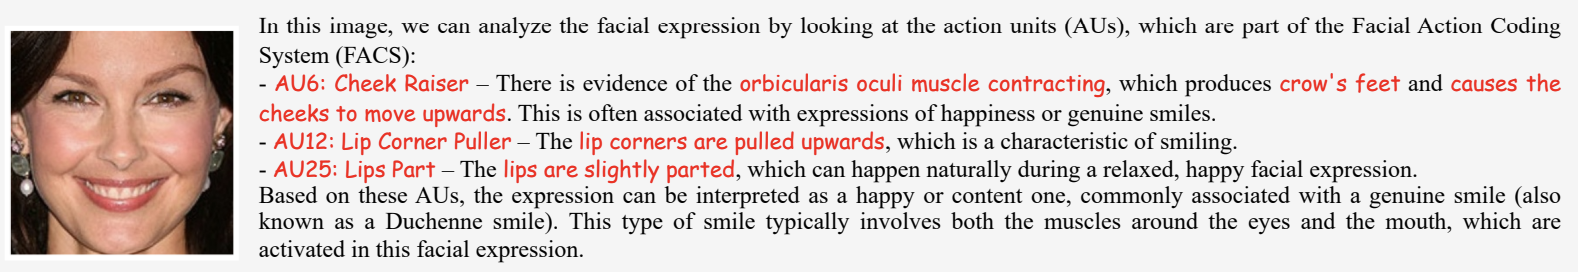 In this image, we can analyze the facial expression by looking at the action units (AUs), which are part of the Facial Action Coding
System (FACS):
- AU6: Cheek Raiser – There is evidence of the orbicularis oculi muscle contracting, which produces crow's feet and causes the
cheeks to move upwards. This is often associated with expressions of happiness or genuine smiles.
- AU12: Lip Corner Puller – The lip corners are pulled upwards, which is a characteristic of smiling.
- AU25: Lips Part – The lips are slightly parted, which can happen naturally during a relaxed, happy facial expression.
Based on these AUs, the expression can be interpreted as a happy or content one, commonly associated with a genuine smile (also
known as a Duchenne smile). This type of smile typically involves both the muscles around the eyes and the mouth, which are
activated in this facial expression.